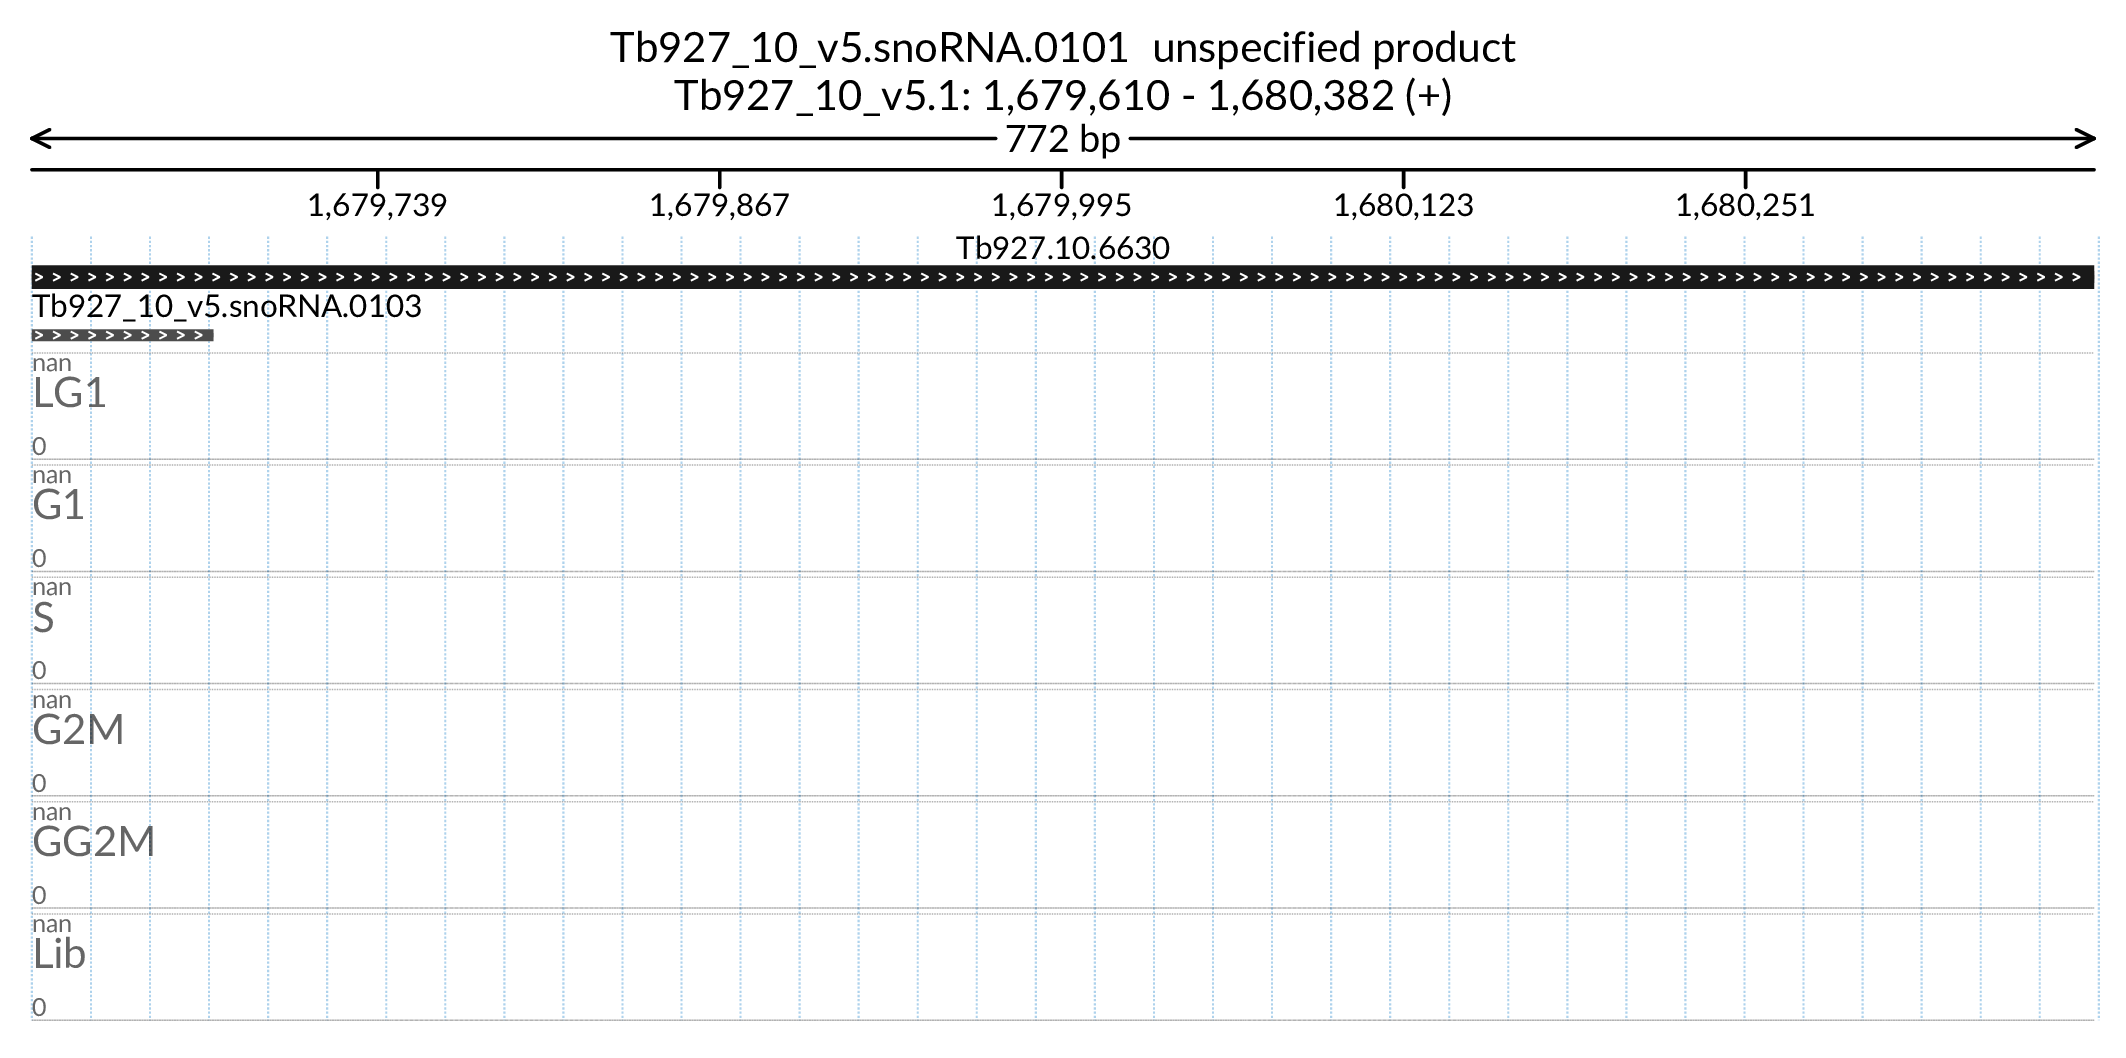 Tb927_10_v5.snoRNA.0101 unspecified product
Tb927_10_v5.1: 1,679,610 - 1,680,382 (+)
772 bp
1,679,739 1,679,867 1,679,995 1,680,123 1,680,251
Tb927.10.6630
Tb927_10_v5.snoRNA.0103
nan
LG1
0
nan
G1
0
nan
S
0
nan
G2M
0
nan
GG2M
0
nan
Lib
0